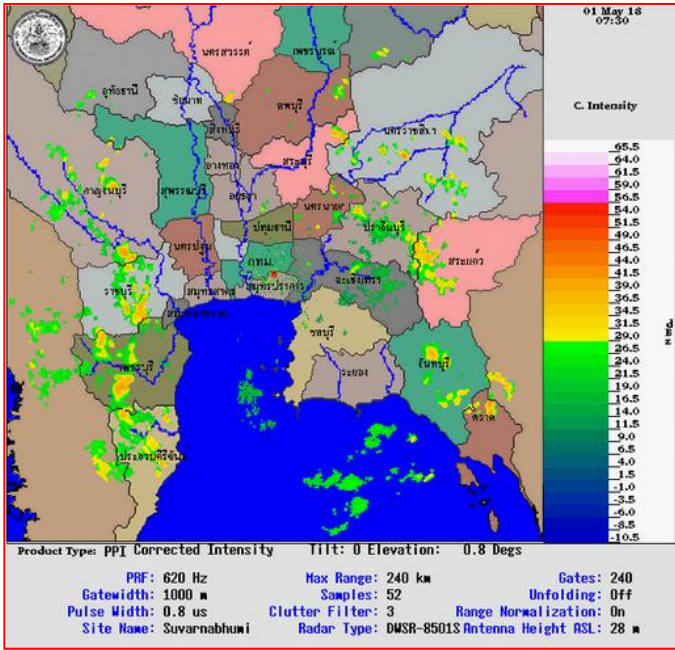 01 May 18
07:30
C. Intensity
นครสวรรค์
เพชรบูรณ์
อุทัยธานี
ชัยนาท
ลพบุรี
สิงหบุรี
นครราชสีมา
อ่างทอง
สระบุรี
กาญจนบุรี
สุพรรณบุรี
อยุธยา
นครนายก
ปทุมธานี
ปราจีนบุรี
นครปฐม
กทม.
สระแก้ว
ราชบุรี
สมุทรสาคร
สมุทรปราการ
ฉะเชิงเทรา
ชลบุรี
เพชรบุรี
ระยอง
จันทบุรี
ตราด
ประจวบคีรีขันธ์
65.5
64.0
61.5
59.0
56.5
54.0
51.5
49.0
46.5
44.0
41.5
39.0
36.5
34.0
31.5
29.0
26.5
24.0
21.5
19.0
16.5
14.0
11.5
9.0
6.5
4.0
1.5
-1.0
-3.5
-6.0
-8.5
-10.5
Product Type: PPI Corrected Intensity Tilt: 0 Elevation: 0.8 Degs
PRF: 620 Hz Max Range: 240 km Gates: 240
Gatewidth: 1000 m Samples: 52 Unfolding: Off
Pulse Width: 0.8 us Clutter Filter: 3 Range Normalization: On
Site Name: Suvarnabhumi Radar Type: DWSR-8501S Antenna Height ASL: 28 m